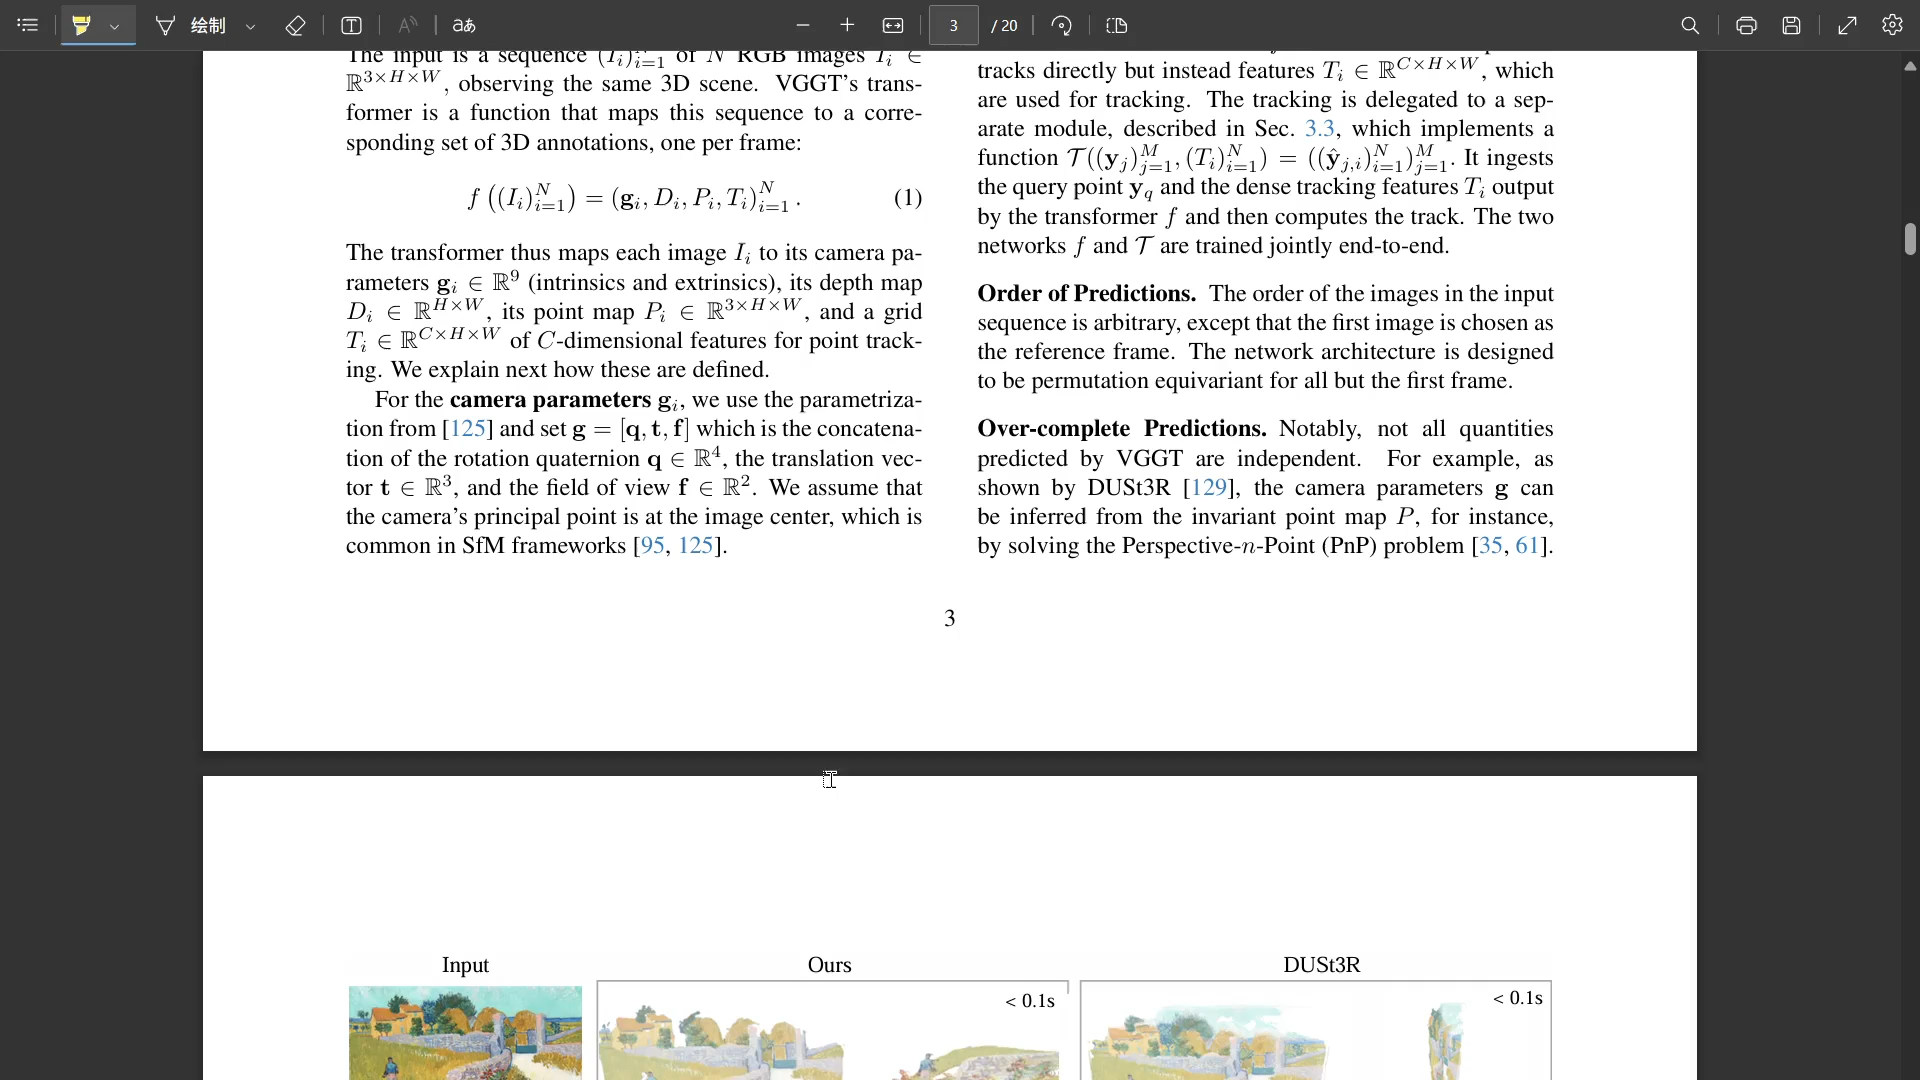 绘制
aあ
3
/ 20
The input is a sequence (I_i)_{i=1}^N of N RGB images I_i ∈
ℝ^{3×H×W}, observing the same 3D scene. VGGT's trans-
former is a function that maps this sequence to a corre-
sponding set of 3D annotations, one per frame:
f ((I_i)_{i=1}^N) = (g_i, D_i, P_i, T_i)_{i=1}^N . (1)
The transformer thus maps each image I_i to its camera pa-
rameters g_i ∈ ℝ^9 (intrinsics and extrinsics), its depth map
D_i ∈ ℝ^{H×W}, its point map P_i ∈ ℝ^{3×H×W}, and a grid
T_i ∈ ℝ^{C×H×W} of C-dimensional features for point track-
ing. We explain next how these are defined.
For the camera parameters g_i, we use the parametriza-
tion from [125] and set g = [q, t, f] which is the concatena-
tion of the rotation quaternion q ∈ ℝ^4, the translation vec-
tor t ∈ ℝ^3, and the field of view f ∈ ℝ^2. We assume that
the camera's principal point is at the image center, which is
common in SfM frameworks [95, 125].
tracks directly but instead features T_i ∈ ℝ^{C×H×W}, which
are used for tracking. The tracking is delegated to a sep-
arate module, described in Sec. 3.3, which implements a
function 𝒯((y_j)_{j=1}^M, (T_i)_{i=1}^N) = ((ŷ_{j,i})_{i=1}^N)_{j=1}^M. It ingests
the query point y_q and the dense tracking features T_i output
by the transformer f and then computes the track. The two
networks f and 𝒯 are trained jointly end-to-end.
Order of Predictions. The order of the images in the input
sequence is arbitrary, except that the first image is chosen as
the reference frame. The network architecture is designed
to be permutation equivariant for all but the first frame.
Over-complete Predictions. Notably, not all quantities
predicted by VGGT are independent. For example, as
shown by DUSt3R [129], the camera parameters g can
be inferred from the invariant point map P, for instance,
by solving the Perspective-n-Point (PnP) problem [35, 61].
3
Input
Ours
DUSt3R
< 0.1s
< 0.1s